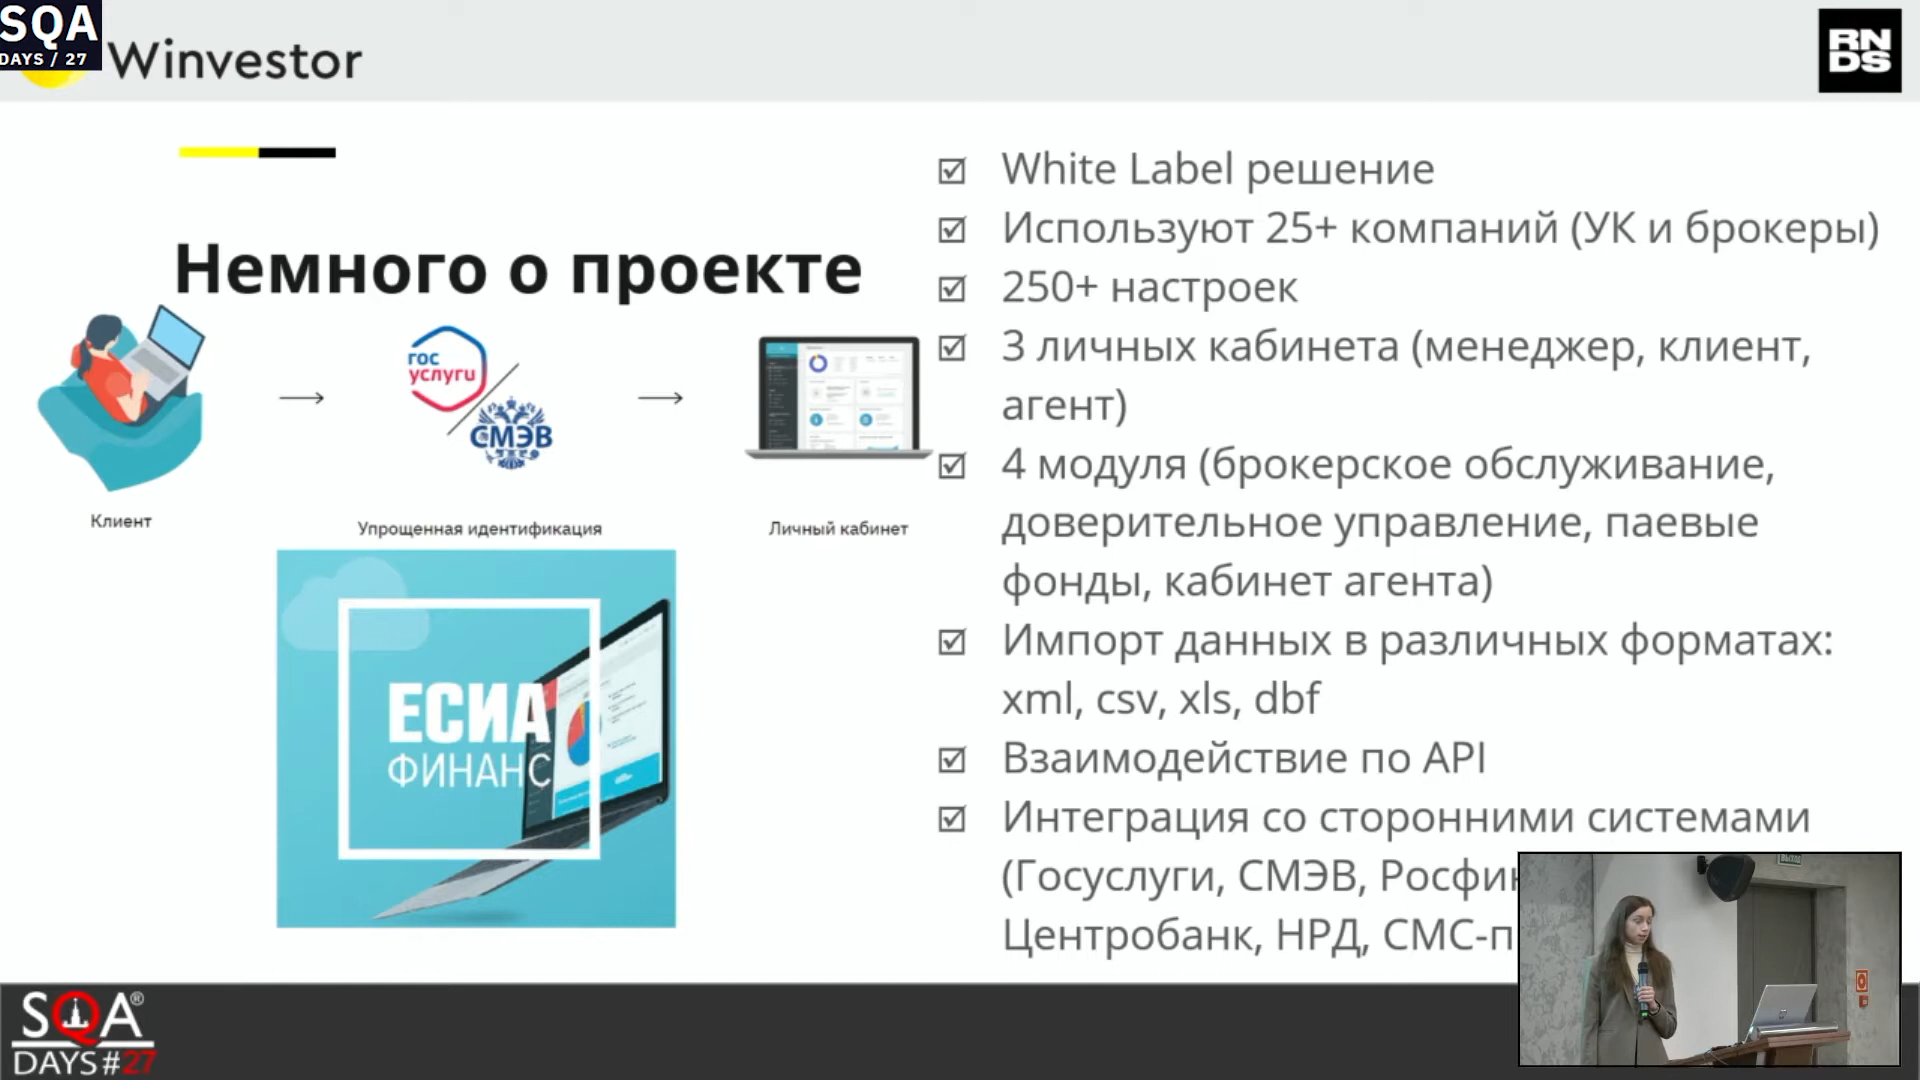 SQA
DAYS / 27
Winvestor
RN
DS
Немного о проекте
гос
услуги
СМЭВ
Клиент
Упрощенная идентификация
Личный кабинет
ЕСИА
ФИНАНС
White Label решение
Используют 25+ компаний (УК и брокеры)
250+ настроек
3 личных кабинета (менеджер, клиент,
агент)
4 модуля (брокерское обслуживание,
доверительное управление, паевые
фонды, кабинет агента)
Импорт данных в различных форматах:
xml, csv, xls, dbf
Взаимодействие по API
Интеграция со сторонними системами
(Госуслуги, СМЭВ,
Центробанк, НРД,
ВЫХОД
SQA®
DAYS#27